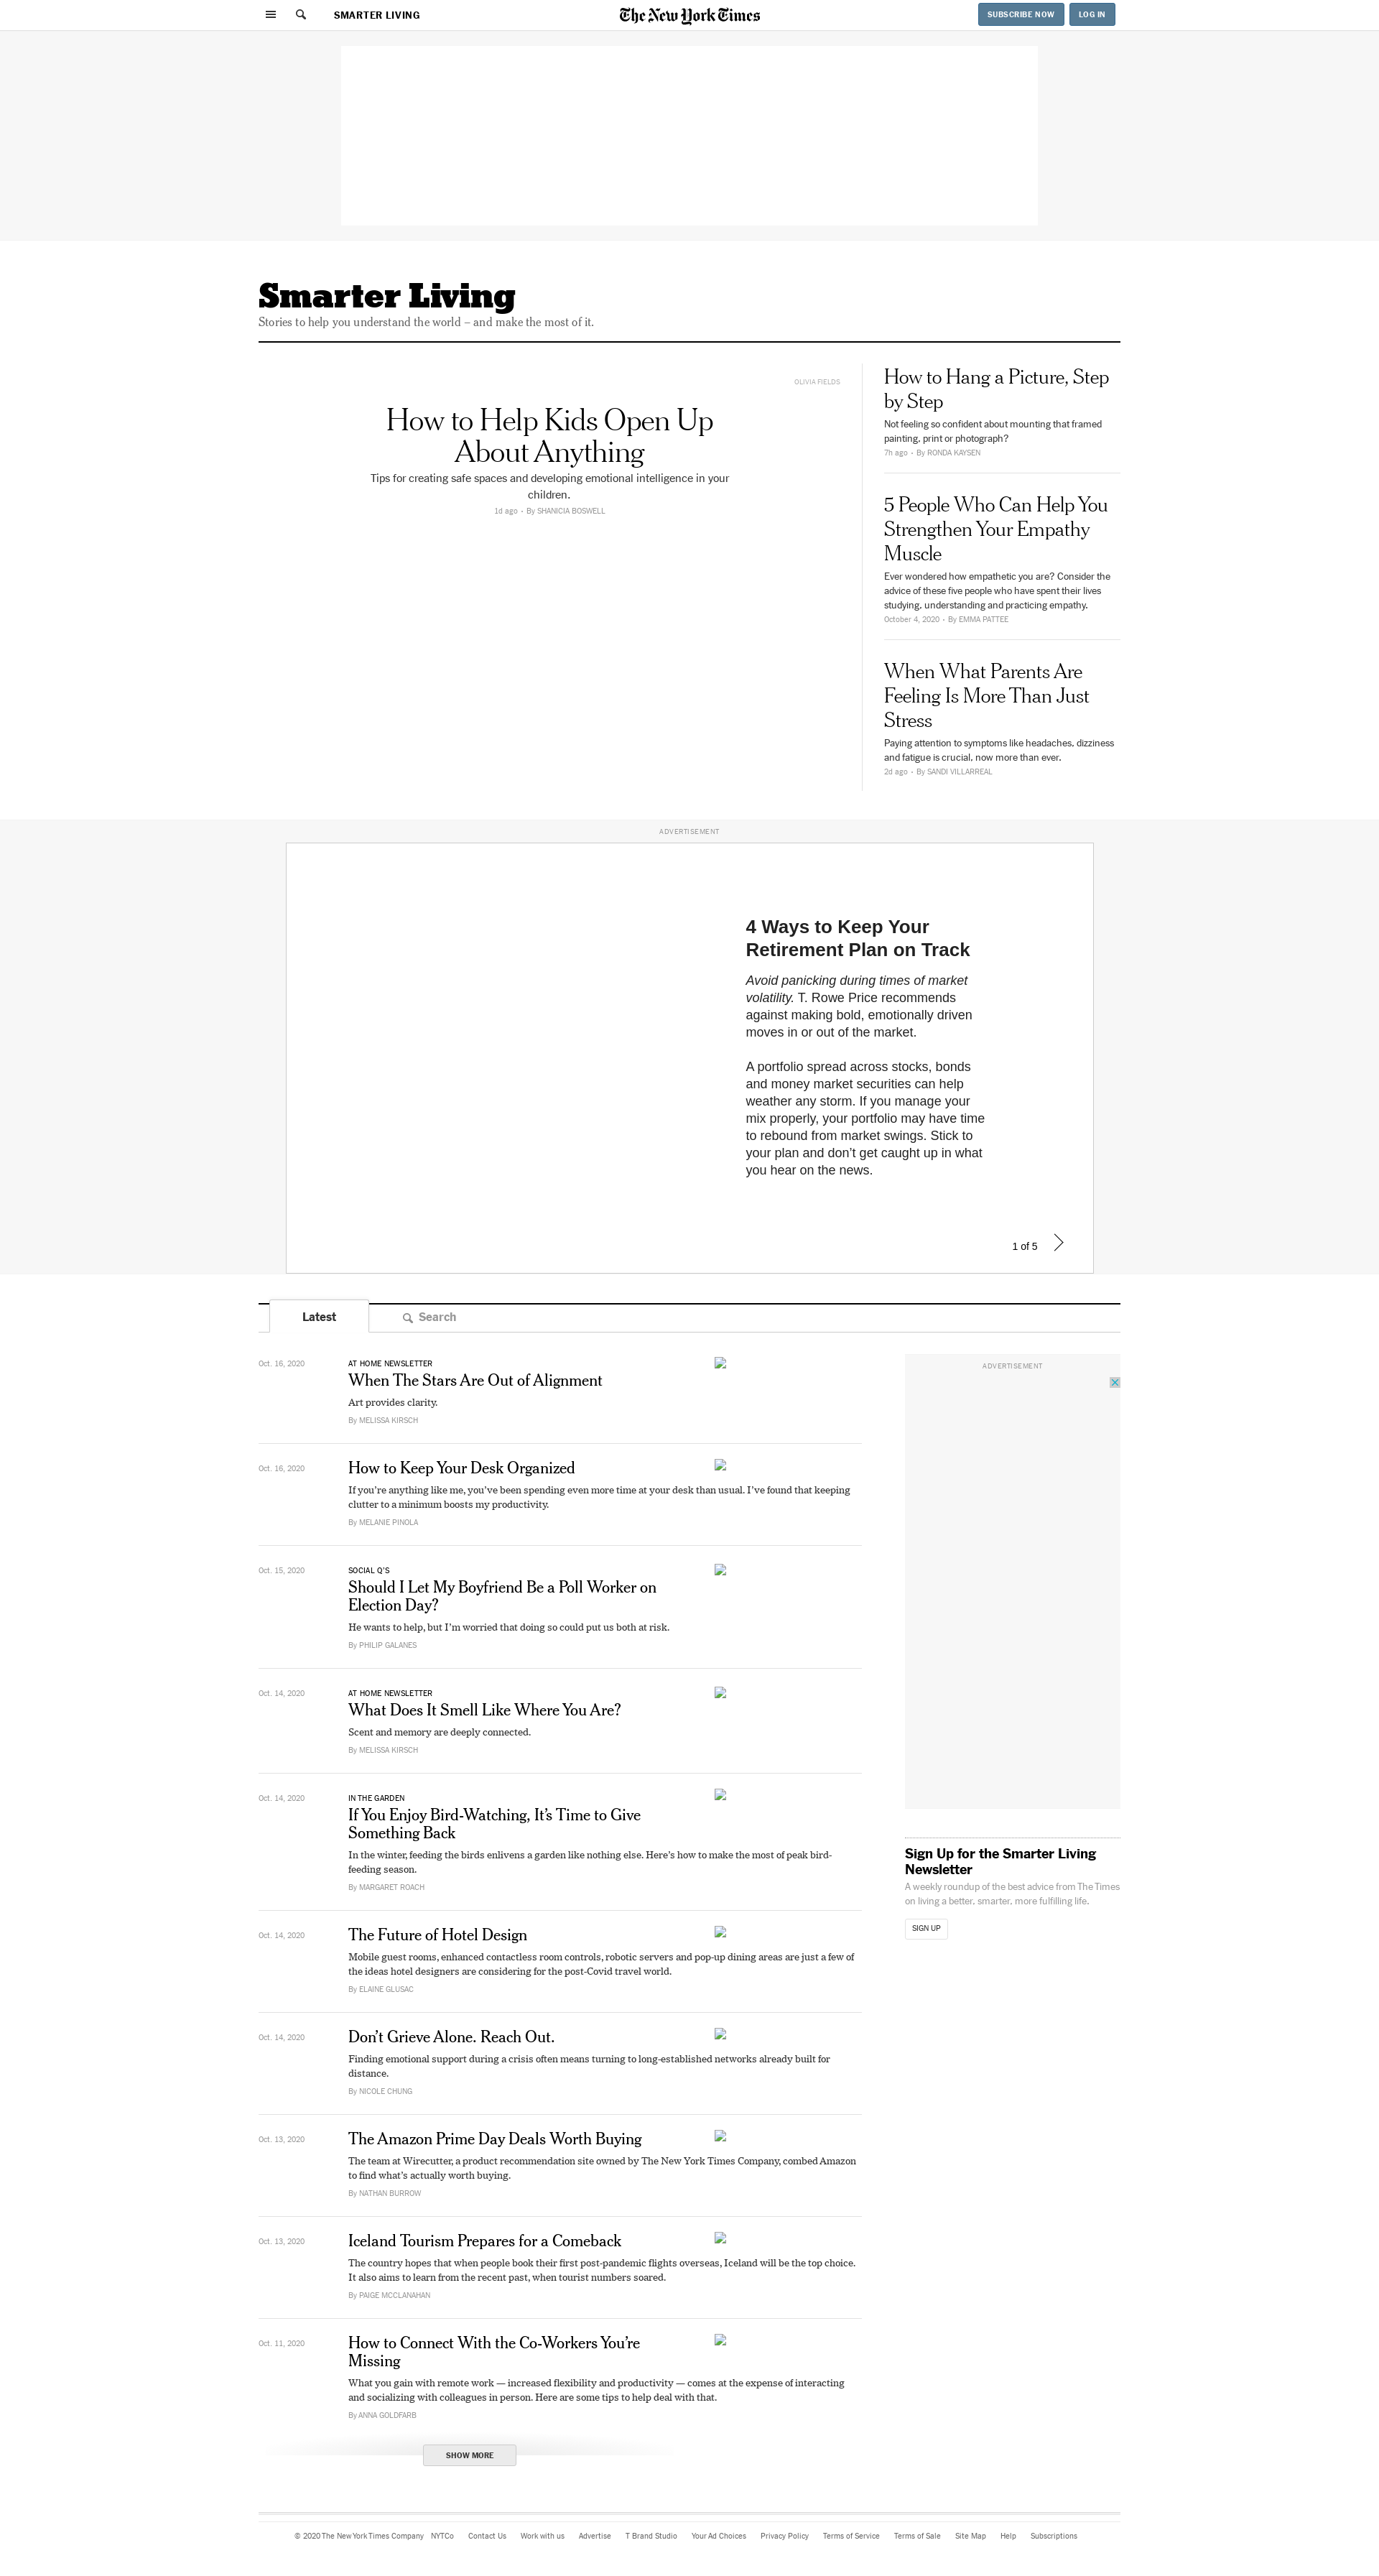 SMARTER LIVING
The New York Times
SUBSCRIBE NOW
LOG IN
Smarter Living
Stories to help you understand the world – and make the most of it.
OLIVIA FIELDS
How to Help Kids Open Up
About Anything
Tips for creating safe spaces and developing emotional intelligence in your
children.
1d ago • By SHANICIA BOSWELL
How to Hang a Picture, Step
by Step
Not feeling so confident about mounting that framed
painting, print or photograph?
7h ago • By RONDA KAYSEN
5 People Who Can Help You
Strengthen Your Empathy
Muscle
Ever wondered how empathetic you are? Consider the
advice of these five people who have spent their lives
studying, understanding and practicing empathy.
October 4, 2020 • By EMMA PATTEE
When What Parents Are
Feeling Is More Than Just
Stress
Paying attention to symptoms like headaches, dizziness
and fatigue is crucial, now more than ever.
2d ago • By SANDI VILLARREAL
ADVERTISEMENT
4 Ways to Keep Your
Retirement Plan on Track
Avoid panicking during times of market
volatility. T. Rowe Price recommends
against making bold, emotionally driven
moves in or out of the market.
A portfolio spread across stocks, bonds
and money market securities can help
weather any storm. If you manage your
mix properly, your portfolio may have time
to rebound from market swings. Stick to
your plan and don’t get caught up in what
you hear on the news.
1 of 5
Latest
Search
Oct. 16, 2020
AT HOME NEWSLETTER
When The Stars Are Out of Alignment
Art provides clarity.
By MELISSA KIRSCH
Oct. 16, 2020
How to Keep Your Desk Organized
If you’re anything like me, you’ve been spending even more time at your desk than usual. I’ve found that keeping
clutter to a minimum boosts my productivity.
By MELANIE PINOLA
Oct. 15, 2020
SOCIAL Q’S
Should I Let My Boyfriend Be a Poll Worker on
Election Day?
He wants to help, but I’m worried that doing so could put us both at risk.
By PHILIP GALANES
Oct. 14, 2020
AT HOME NEWSLETTER
What Does It Smell Like Where You Are?
Scent and memory are deeply connected.
By MELISSA KIRSCH
Oct. 14, 2020
IN THE GARDEN
If You Enjoy Bird-Watching, It’s Time to Give
Something Back
In the winter, feeding the birds enlivens a garden like nothing else. Here’s how to make the most of peak bird-
feeding season.
By MARGARET ROACH
Oct. 14, 2020
The Future of Hotel Design
Mobile guest rooms, enhanced contactless room controls, robotic servers and pop-up dining areas are just a few of
the ideas hotel designers are considering for the post-Covid travel world.
By ELAINE GLUSAC
Oct. 14, 2020
Don’t Grieve Alone. Reach Out.
Finding emotional support during a crisis often means turning to long-established networks already built for
distance.
By NICOLE CHUNG
Oct. 13, 2020
The Amazon Prime Day Deals Worth Buying
The team at Wirecutter, a product recommendation site owned by The New York Times Company, combed Amazon
to find what’s actually worth buying.
By NATHAN BURROW
Oct. 13, 2020
Iceland Tourism Prepares for a Comeback
The country hopes that when people book their first post-pandemic flights overseas, Iceland will be the top choice.
It also aims to learn from the recent past, when tourist numbers soared.
By PAIGE MCCLANAHAN
Oct. 11, 2020
How to Connect With the Co-Workers You’re
Missing
What you gain with remote work — increased flexibility and productivity — comes at the expense of interacting
and socializing with colleagues in person. Here are some tips to help deal with that.
By ANNA GOLDFARB
SHOW MORE
ADVERTISEMENT
Sign Up for the Smarter Living
Newsletter
A weekly roundup of the best advice from The Times
on living a better, smarter, more fulfilling life.
SIGN UP
© 2020 The New York Times Company NYTCo Contact Us Work with us Advertise T Brand Studio Your Ad Choices Privacy Policy Terms of Service Terms of Sale Site Map Help Subscriptions